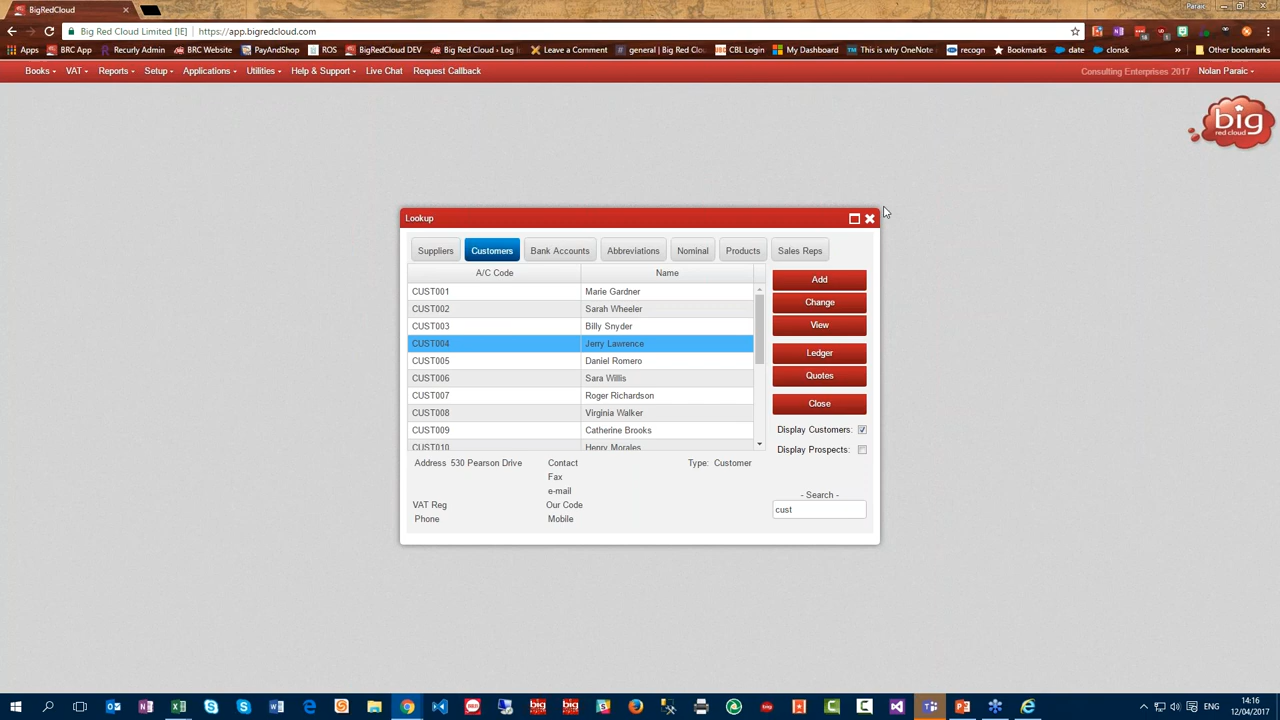 BigRedCloud
Paraic
Big Red Cloud Limited [IE] https://app.bigredcloud.com
Apps BRC App Recurly Admin ROS PayAndShop BigRedCloud DEV Big Red Cloud › Log i Leave a Comment general | Big Red Clo CBL Login My Dashboard This is why OneNote recogn Bookmarks date clonsk » Other bookmarks
Books VAT Reports Setup Applications Utilities Help & Support Live Chat Request Callback Consulting Enterprises 2017 Nolan Paraic
big
red cloud
Lookup
Suppliers Customers Bank Accounts Abbreviations Nominal Products Sales Reps
A/C Code Name
CUST001 Marie Gardner
CUST002 Sarah Wheeler
CUST003 Billy Snyder
CUST004 Jerry Lawrence
CUST005 Daniel Romero
CUST006 Sara Willis
CUST007 Roger Richardson
CUST008 Virginia Walker
CUST009 Catherine Brooks
CUST010 Henry Morales
Add
Change
View
Ledger
Quotes
Close
Display Customers:
Display Prospects:
Address 530 Pearson Drive Contact Type: Customer
Fax
e-mail
VAT Reg Our Code
Phone Mobile
- Search -
cust
ENG
14:16
12/04/2017